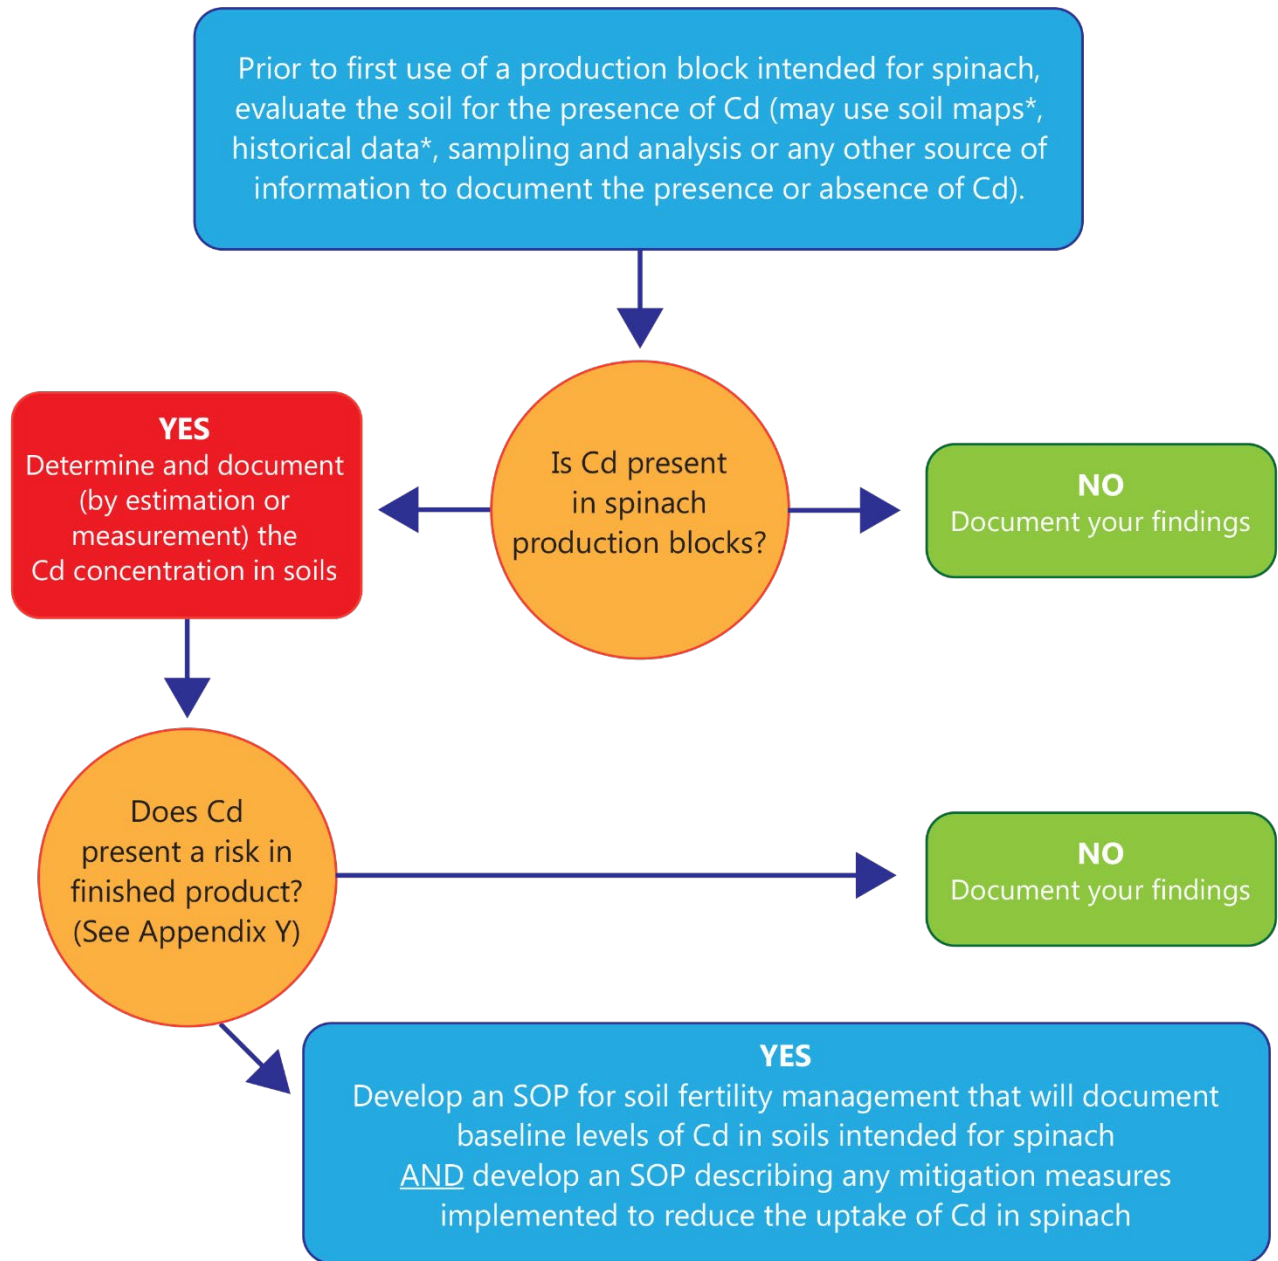 Prior to first use of a production block intended for spinach,
evaluate the soil for the presence of Cd (may use soil maps*,
historical data*, sampling and analysis or any other source of
information to document the presence or absence of Cd).
YES
Determine and document
(by estimation or
measurement) the
Cd concentration in soils
Is Cd present
in spinach
production blocks?
NO
Document your findings
Does Cd
present a risk in
finished product?
(See Appendix Y)
NO
Document your findings
YES
Develop an SOP for soil fertility management that will document
baseline levels of Cd in soils intended for spinach
AND develop an SOP describing any mitigation measures
implemented to reduce the uptake of Cd in spinach